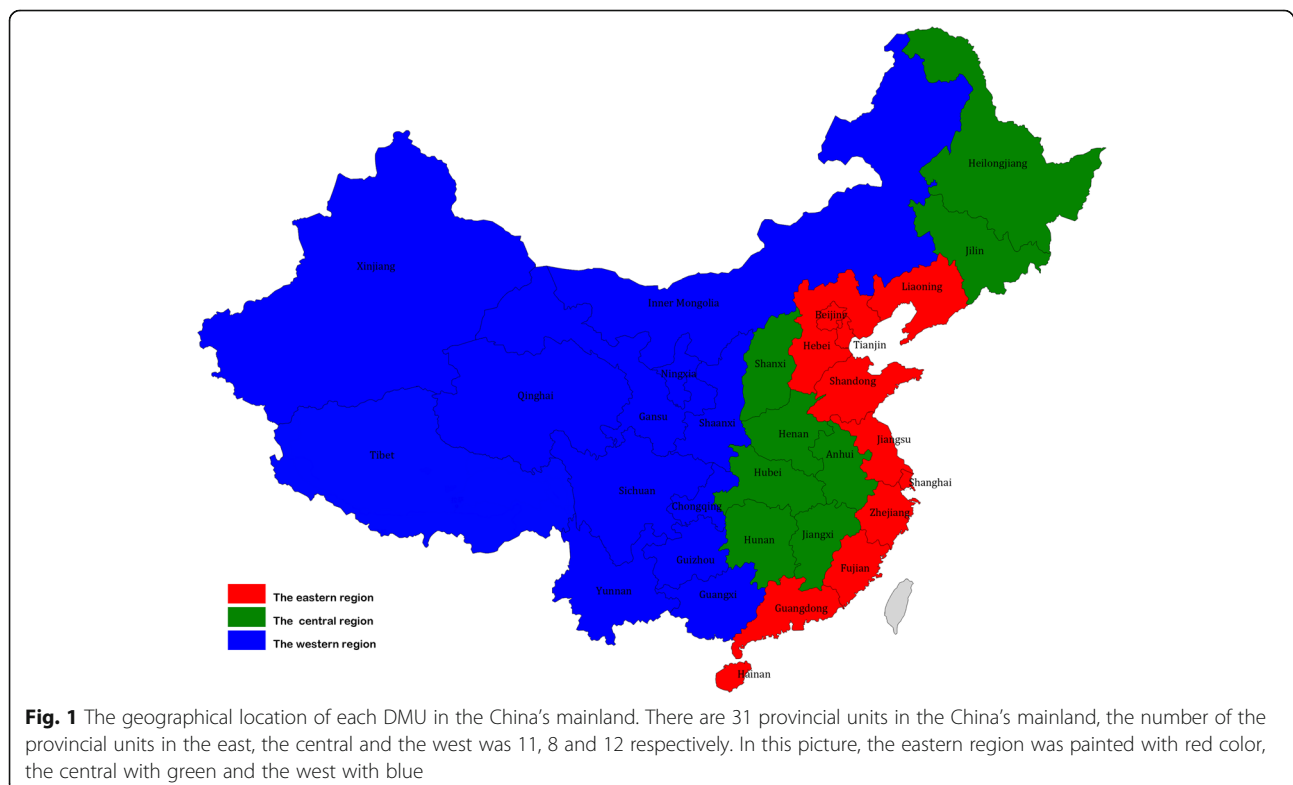 Heilongjiang
Jilin
Xinjiang
Liaoning
Inner Mongolia
Beijing
Hebei
Tianjin
Shanxi
Ningxia
Shandong
Qinghai
Gansu
Shaanxi
Henan
Jiangsu
Anhui
Tibet
Hubei
Shanghai
Sichuan
Chongqing
Zhejiang
Hunan
Jiangxi
Guizhou
Fujian
Yunnan
Guangxi
Guangdong
Hainan
The eastern region
The central region
The western region
Fig. 1 The geographical location of each DMU in the China's mainland. There are 31 provincial units in the China's mainland, the number of the
provincial units in the east, the central and the west was 11, 8 and 12 respectively. In this picture, the eastern region was painted with red color,
the central with green and the west with blue